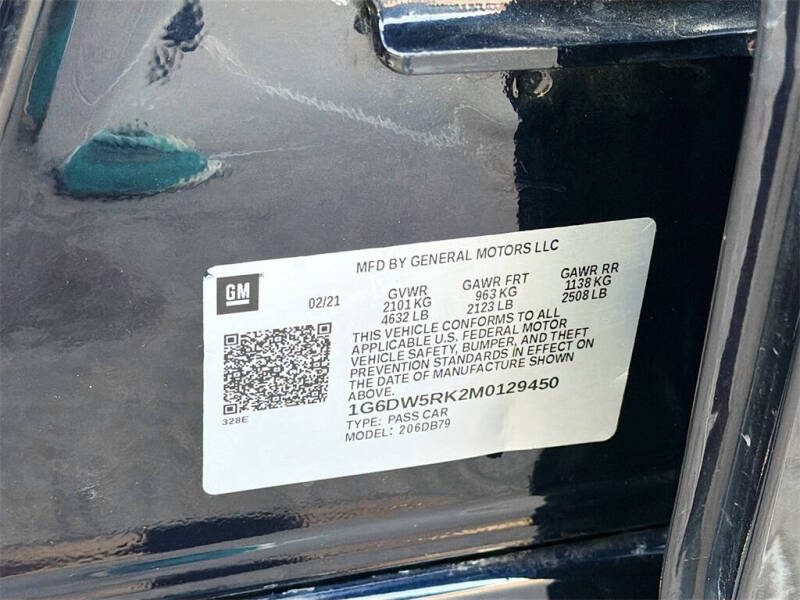 MFD BY GENERAL MOTORS LLC
GM
02/21
GVWR
2101 KG
4632 LB
GAWR FRT
963 KG
2123 LB
GAWR RR
1138 KG
2508 LB
THIS VEHICLE CONFORMS TO ALL
APPLICABLE U.S. FEDERAL MOTOR
VEHICLE SAFETY, BUMPER, AND THEFT
PREVENTION STANDARDS IN EFFECT ON
THE DATE OF MANUFACTURE SHOWN
ABOVE.
1G6DW5RK2M0129450
TYPE: PASS CAR
MODEL: 206DB79
328E